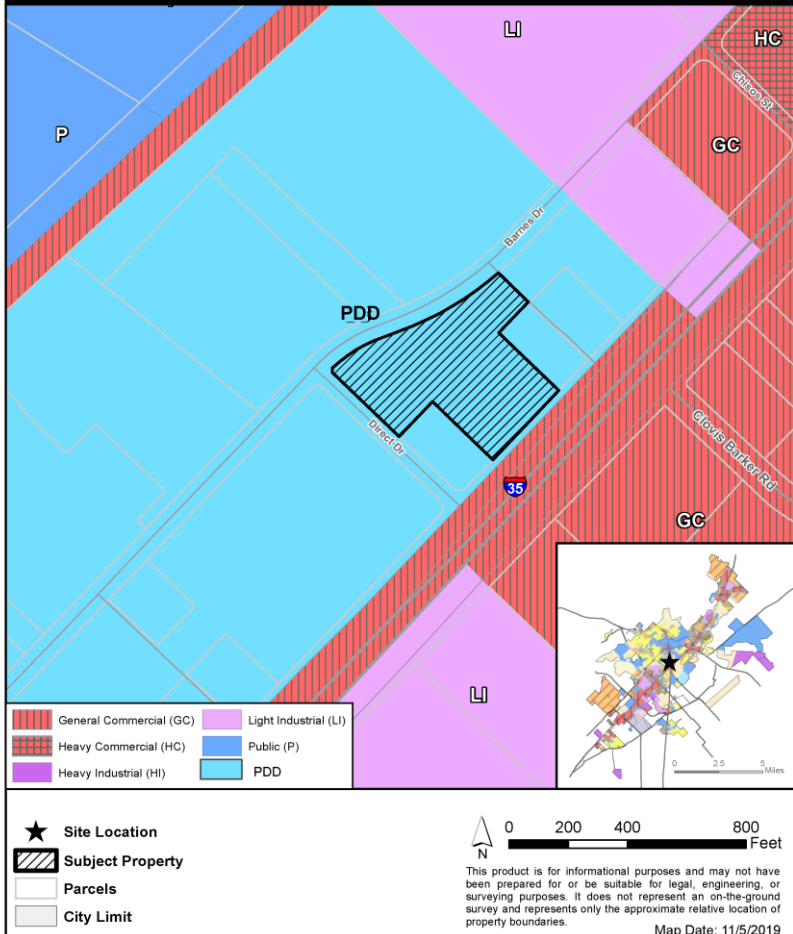 LI
HC
Chisos St
P
GC
Barnes Dr
PDD
Direct Dr
35
Clovis Barker Rd
GC
LI
General Commercial (GC)
Light Industrial (LI)
Heavy Commercial (HC)
Public (P)
Heavy Industrial (HI)
PDD
0 2.5 5
Miles
Site Location
Subject Property
Parcels
City Limit
N
0 200 400 800
Feet
This product is for informational purposes and may not have
been prepared for or be suitable for legal, engineering, or
surveying purposes. It does not represent an on-the-ground
survey and represents only the approximate relative location of
property boundaries.
Map Date: 11/5/2019